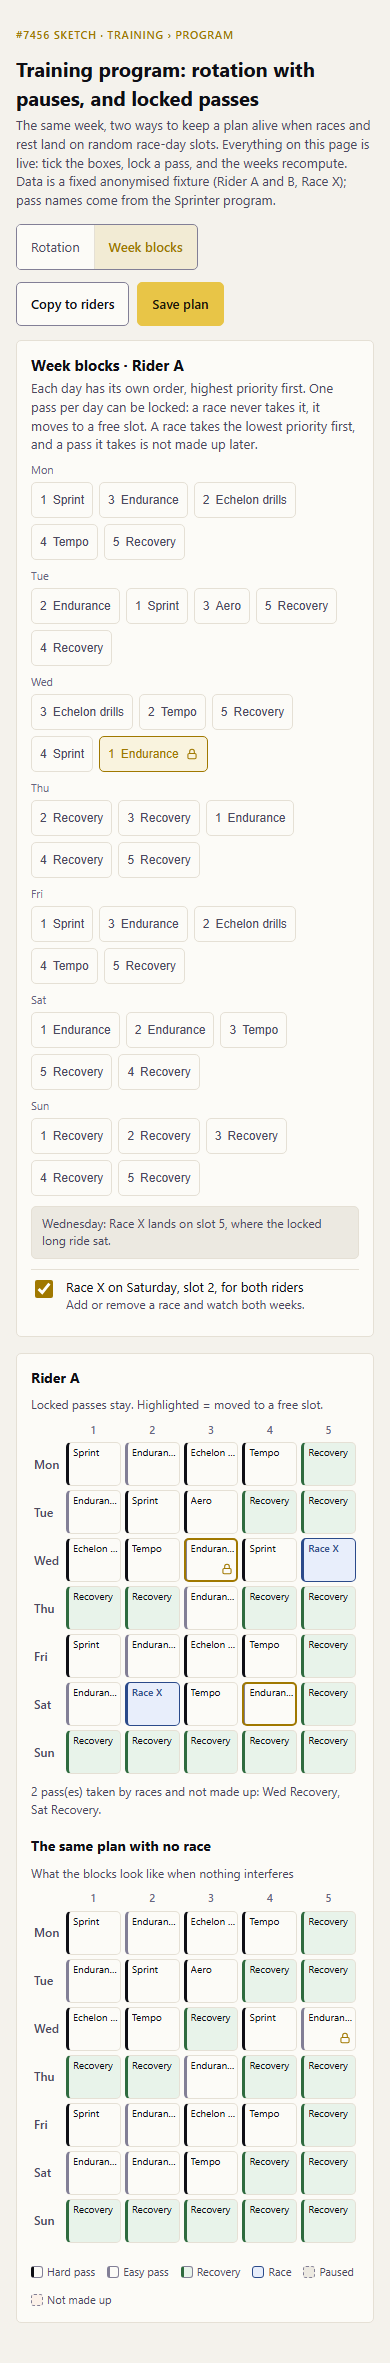 #7456 SKETCH · TRAINING › PROGRAM
Training program: rotation with
pauses, and locked passes
The same week, two ways to keep a plan alive when races and
rest land on random race-day slots. Everything on this page is
live: tick the boxes, lock a pass, and the weeks recompute.
Data is a fixed anonymised fixture (Rider A and B, Race X);
pass names come from the Sprinter program.
Rotation Week blocks
Copy to riders Save plan
Week blocks · Rider A
Each day has its own order, highest priority first. One
pass per day can be locked: a race never takes it, it
moves to a free slot. A race takes the lowest priority first,
and a pass it takes is not made up later.
Mon
1 Sprint 3 Endurance 2 Echelon drills
4 Tempo 5 Recovery
Tue
2 Endurance 1 Sprint 3 Aero 5 Recovery
4 Recovery
Wed
3 Echelon drills 2 Tempo 5 Recovery
4 Sprint 1 Endurance
Thu
2 Recovery 3 Recovery 1 Endurance
4 Recovery 5 Recovery
Fri
1 Sprint 3 Endurance 2 Echelon drills
4 Tempo 5 Recovery
Sat
1 Endurance 2 Endurance 3 Tempo
5 Recovery 4 Recovery
Sun
1 Recovery 2 Recovery 3 Recovery
4 Recovery 5 Recovery
Wednesday: Race X lands on slot 5, where the locked
long ride sat.
Race X on Saturday, slot 2, for both riders
Add or remove a race and watch both weeks.
Rider A
Locked passes stay. Highlighted = moved to a free slot.
1 2 3 4 5
Mon Sprint Enduran... Echelon ... Tempo Recovery
Tue Enduran... Sprint Aero Recovery Recovery
Wed Echelon ... Tempo Enduran... Sprint Race X
Thu Recovery Recovery Enduran... Recovery Recovery
Fri Sprint Enduran... Echelon ... Tempo Recovery
Sat Enduran... Race X Tempo Enduran... Recovery
Sun Recovery Recovery Recovery Recovery Recovery
2 pass(es) taken by races and not made up: Wed Recovery,
Sat Recovery.
The same plan with no race
What the blocks look like when nothing interferes
1 2 3 4 5
Mon Sprint Enduran... Echelon ... Tempo Recovery
Tue Enduran... Sprint Aero Recovery Recovery
Wed Echelon ... Tempo Recovery Sprint Enduran...
Thu Recovery Recovery Enduran... Recovery Recovery
Fri Sprint Enduran... Echelon ... Tempo Recovery
Sat Enduran... Enduran... Tempo Recovery Recovery
Sun Recovery Recovery Recovery Recovery Recovery
Hard pass Easy pass Recovery Race Paused
Not made up